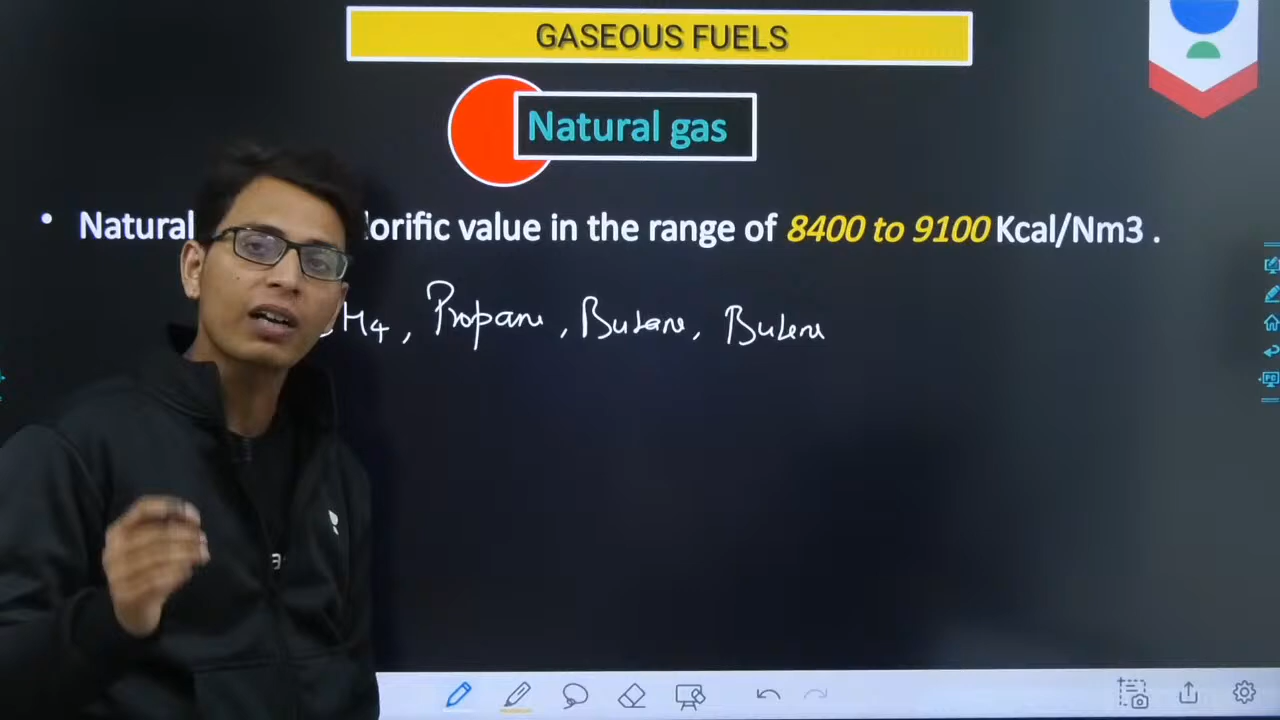 GASEOUS FUELS
Natural gas
• Natural lorific value in the range of 8400 to 9100 Kcal/Nm3 .
H4, Propane, Butane, Butene